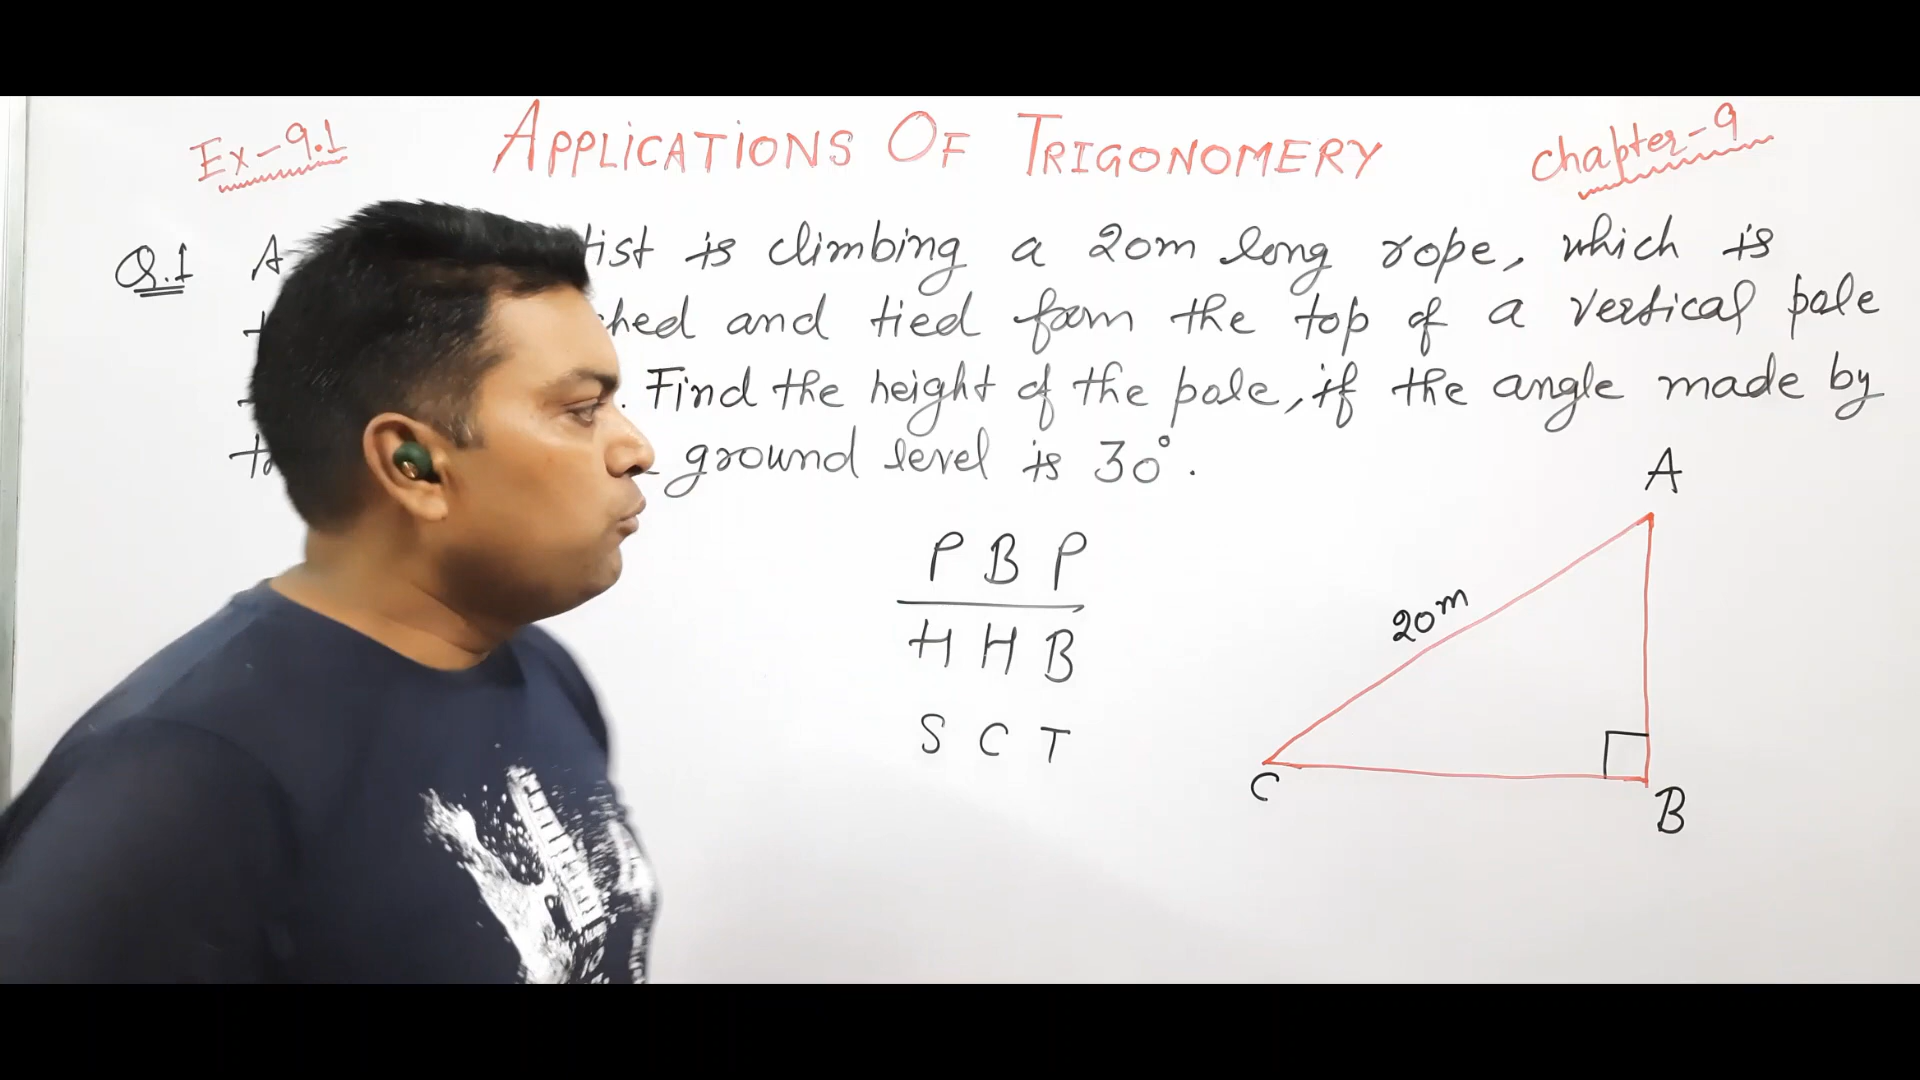 Ex-9.1
APPLICATIONS OF TRIGONOMERY
Chapter-9
Q.1 A is climbing a 20m long rope, which is
and tied from the top of a vertical pole
. Find the height of the pole, if the angle made by
ground level is 30°.
P B P
H H B
S C T
A
20m
C
B